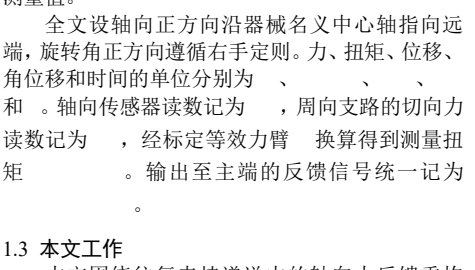 全文设轴向正方向沿器械名义中心轴指向远
端，旋转角正方向遵循右手定则。力、扭矩、位移、
角位移和时间的单位分别为 、 、 、
和 。轴向传感器读数记为 ，周向支路的切向力
读数记为 ，经标定等效力臂 换算得到测量扭
矩 。输出至主端的反馈信号统一记为
。
1.3 本文工作